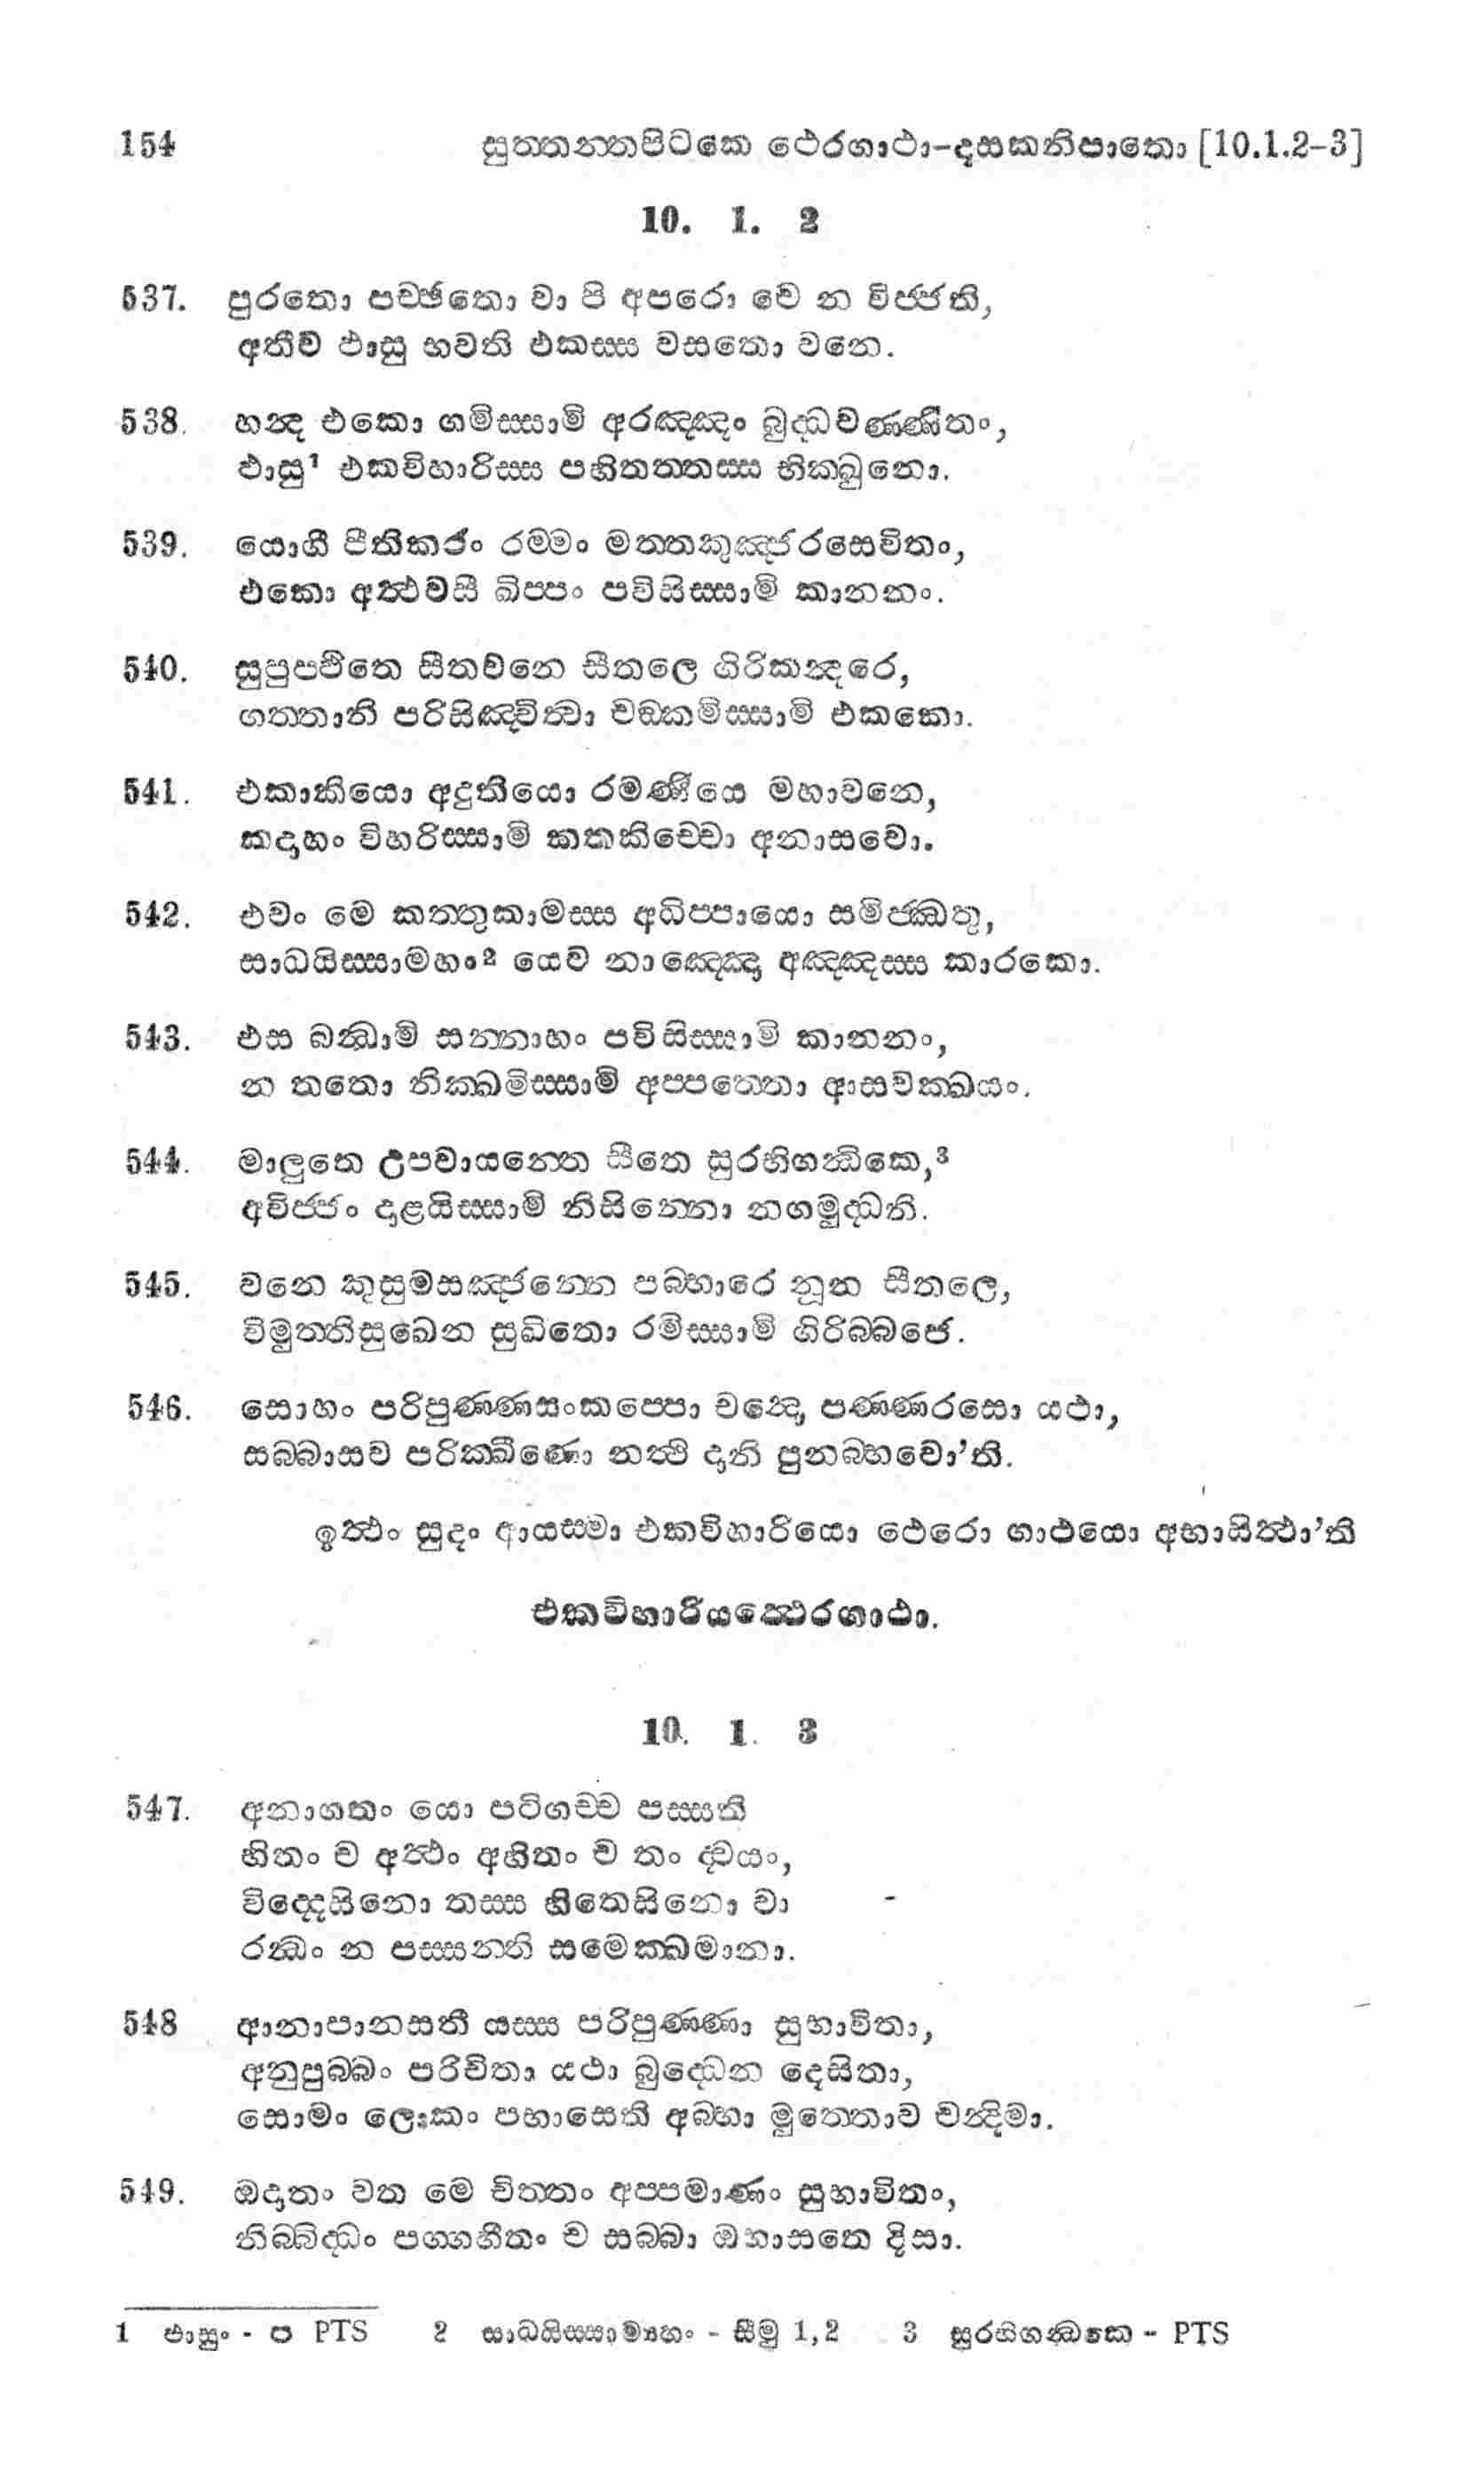 154 සුත්තන්තපිටකෙ ථෙරගාථා-දසකනිපාතො [10.1.2-3]
10. 1. 2
537. පුරතො පච්ඡතො වා පි අපරො චෙ න විජ්ජති,
අතීව ඵාසු භවති එකස්ස වසතො වනෙ.
538. හන්ද එකො ගමිස්සාමි අරඤ්ඤං බුද්ධවණ්ණිතං,
ඵාසු¹ එකවිහාරිස්ස පහිතත්තස්ස භික්ඛුනො.
539. යොගී පීතිකරං රම්මං මත්තකුඤ්ජරසෙවිතං,
එකො අත්ථවසී ඛිප්පං පවිසිස්සාමි කානනං.
540. සුපුප්ඵිතෙ සීතවනෙ සීතලෙ ගිරිකන්දරෙ,
ගත්තානි පරිසිඤ්චිත්වා චඞ්කමිස්සාමි එකකො.
541. එකාකියො අදුතියො රමණීයෙ මහාවනෙ,
කදාහං විහරිස්සාමි කතකිච්චො අනාසවො.
542. එවං මෙ කත්තුකාමස්ස අධිප්පායො සමිජ්ඣතු,
සාධයිස්සාමහං² යෙව නාඤ්ඤො අඤ්ඤස්ස කාරකො.
543. එස බන්ධාමි සන්නාහං පවිසිස්සාමි කානනං,
න තතො නික්ඛමිස්සාමි අප්පත්තො ආසවක්ඛයං.
544. මාලුතෙ උපවායන්තෙ සීතෙ සුරභිගන්ධිකෙ,³
අවිජ්ජං දාළයිස්සාමි නිසින්නො නගමුද්ධනි.
545. වනෙ කුසුමසඤ්ඡන්නෙ පබ්භාරෙ නූන සීතලෙ,
විමුත්තිසුඛෙන සුඛිතො රමිස්සාමි ගිරිබ්බජෙ.
546. සොහං පරිපුණ්ණසංකප්පො චන්දො පණ්ණරසො යථා,
සබ්බාසව පරික්ඛීණො නත්ථි දානි පුනබ්භවො’ති.
ඉත්ථං සුදං ආයස්මා එකවිහාරියො ථෙරො ගාථයො අභාසිත්ථා’ති
එකවිහාරියත්ථෙරගාථා.
10. 1. 3
547. අනාගතං යො පටිගච්ච පස්සති
හිතං ච අත්ථං අහිතං ච තං ද්වයං,
විද්දෙසිනො තස්ස හිතෙසිනො වා
රන්ධං න පස්සන්ති සමෙක්ඛමානා.
548 ආනාපානසතී යස්ස පරිපුණ්ණා සුභාවිතා,
අනුපුබ්බං පරිචිතා යථා බුද්ධෙන දෙසිතා,
සොමං ලොකං පභාසෙති අබ්භා මුත්තොව චන්දිමා.
549. ඔදාතං වත මෙ චිත්තං අප්පමාණං සුභාවිතං,
නිබ්බිද්ධං පග්ගහීතං ච සබ්බා ඔභාසතෙ දිසා.
1 ඵාසුං - ප PTS 2 සාධයිස්සාම්යහං - සීමු 1,2 3 සුරභිගන්ධකෙ - PTS